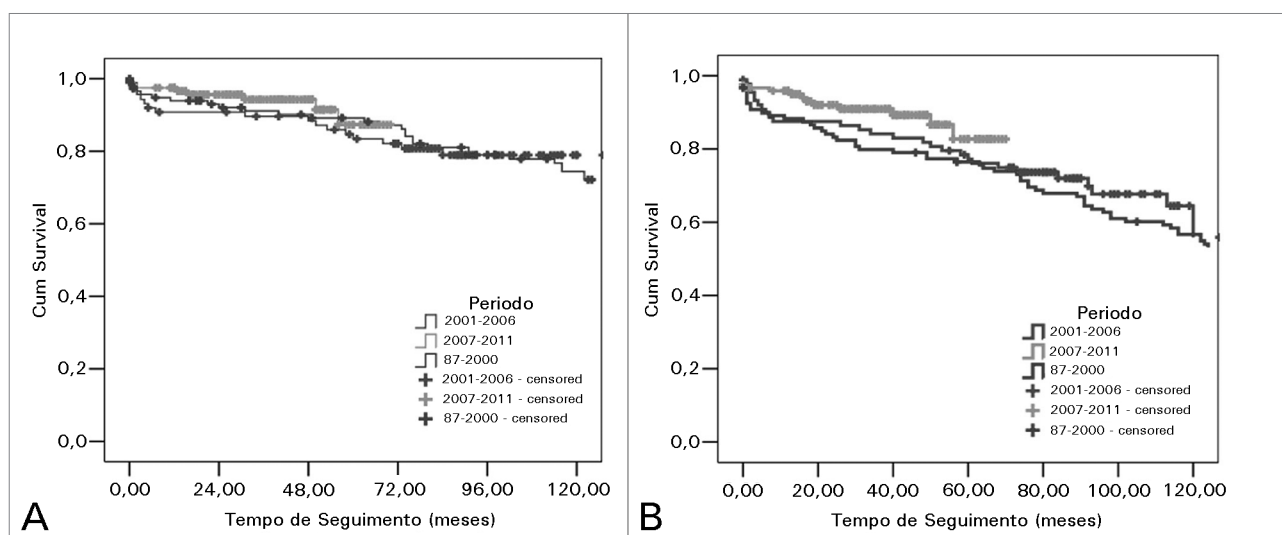 1,0
0,8
0,6
0,4
0,2
0,0
Cum Survival
Periodo
2001-2006
2007-2011
87-2000
2001-2006 - censored
2007-2011 - censored
87-2000 - censored
0,00 24,00 48,00 72,00 96,00 120,00
Tempo de Seguimento (meses)
A
1,0
0,8
0,6
0,4
0,2
0,0
Cum Survival
Periodo
2001-2006
2007-2011
87-2000
2001-2006 - censored
2007-2011 - censored
87-2000 - censored
0,00 20,00 40,00 60,00 80,00 100,00 120,00
Tempo de Seguimento (meses)
B